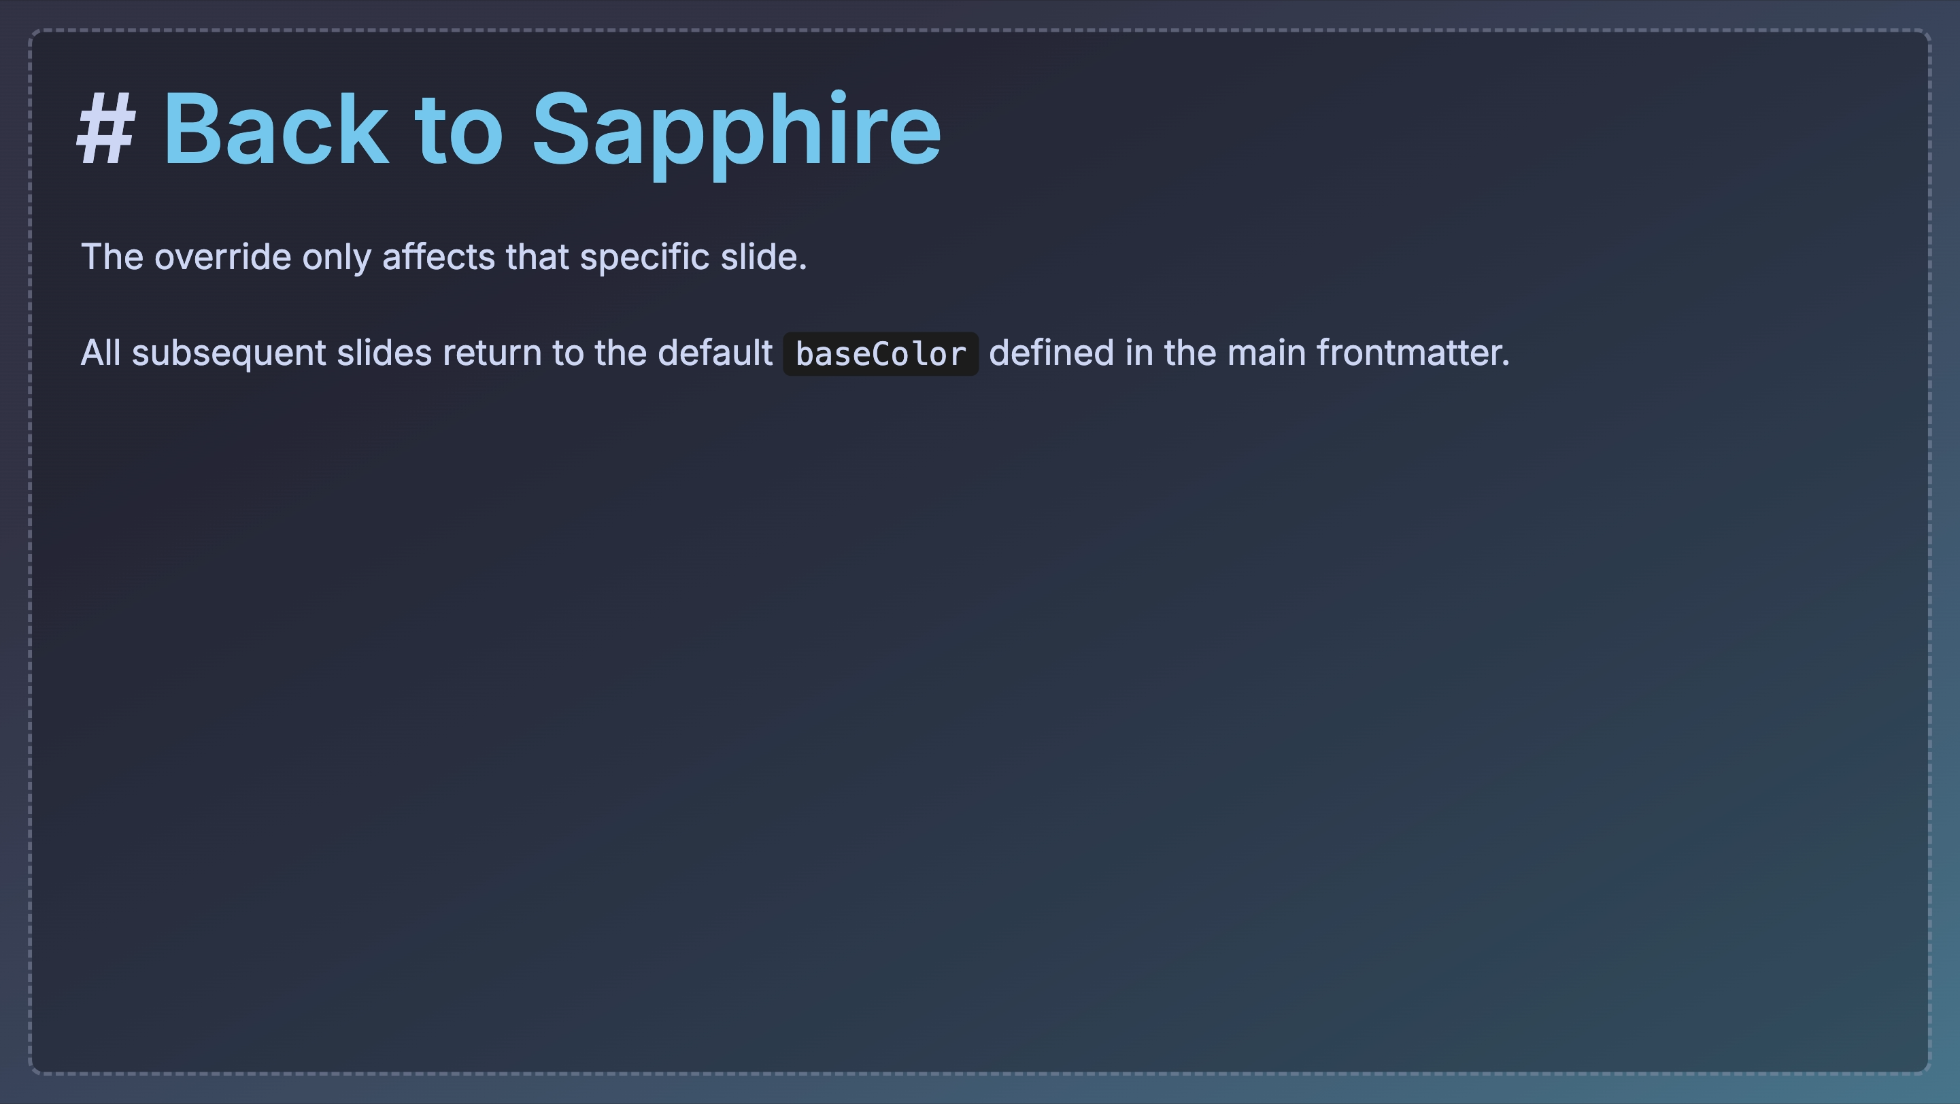 # Back to Sapphire
The override only affects that specific slide.
All subsequent slides return to the default baseColor defined in the main frontmatter.